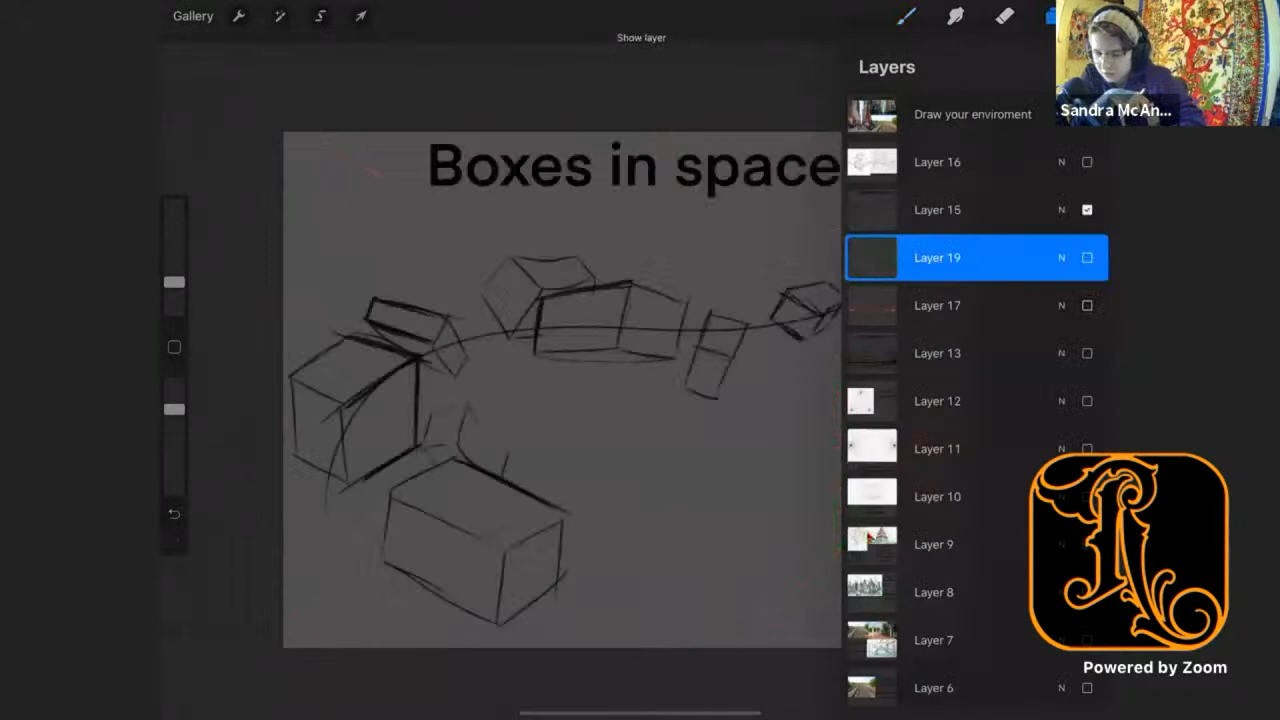 Gallery
Show layer
Layers
Sandra McAn...
Draw your enviroment
Boxes in space
Layer 16 N
Layer 15 N
Layer 19 N
Layer 17 N
Layer 13 N
Layer 12 N
Layer 11 N
Layer 10
Layer 9
Layer 8
Layer 7
Layer 6 N
Powered by Zoom